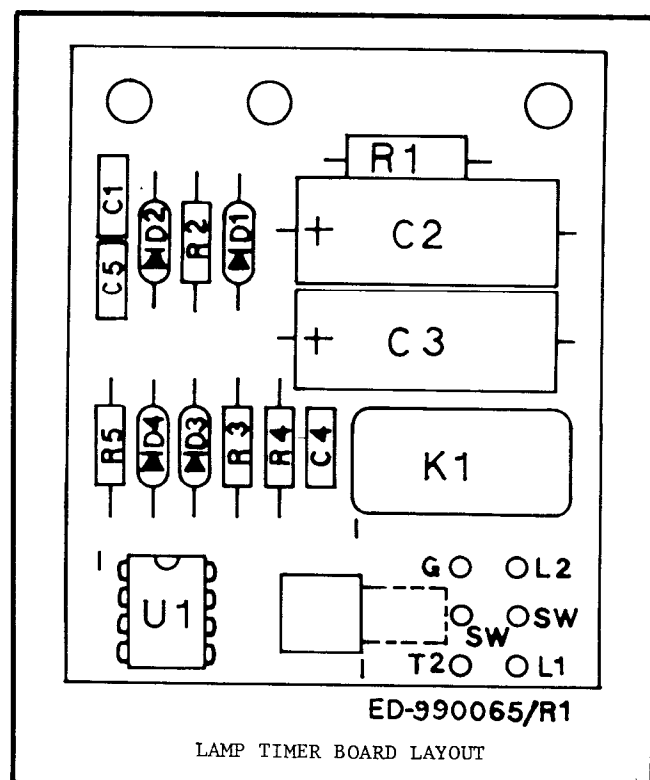 R1
C1
D2
R2
D1
+ C2
C5
+ C3
R5
D4
D3
R3
R4
C4
K1
U1
G
L2
SW
SW
T2
L1
ED-990065/R1
LAMP TIMER BOARD LAYOUT